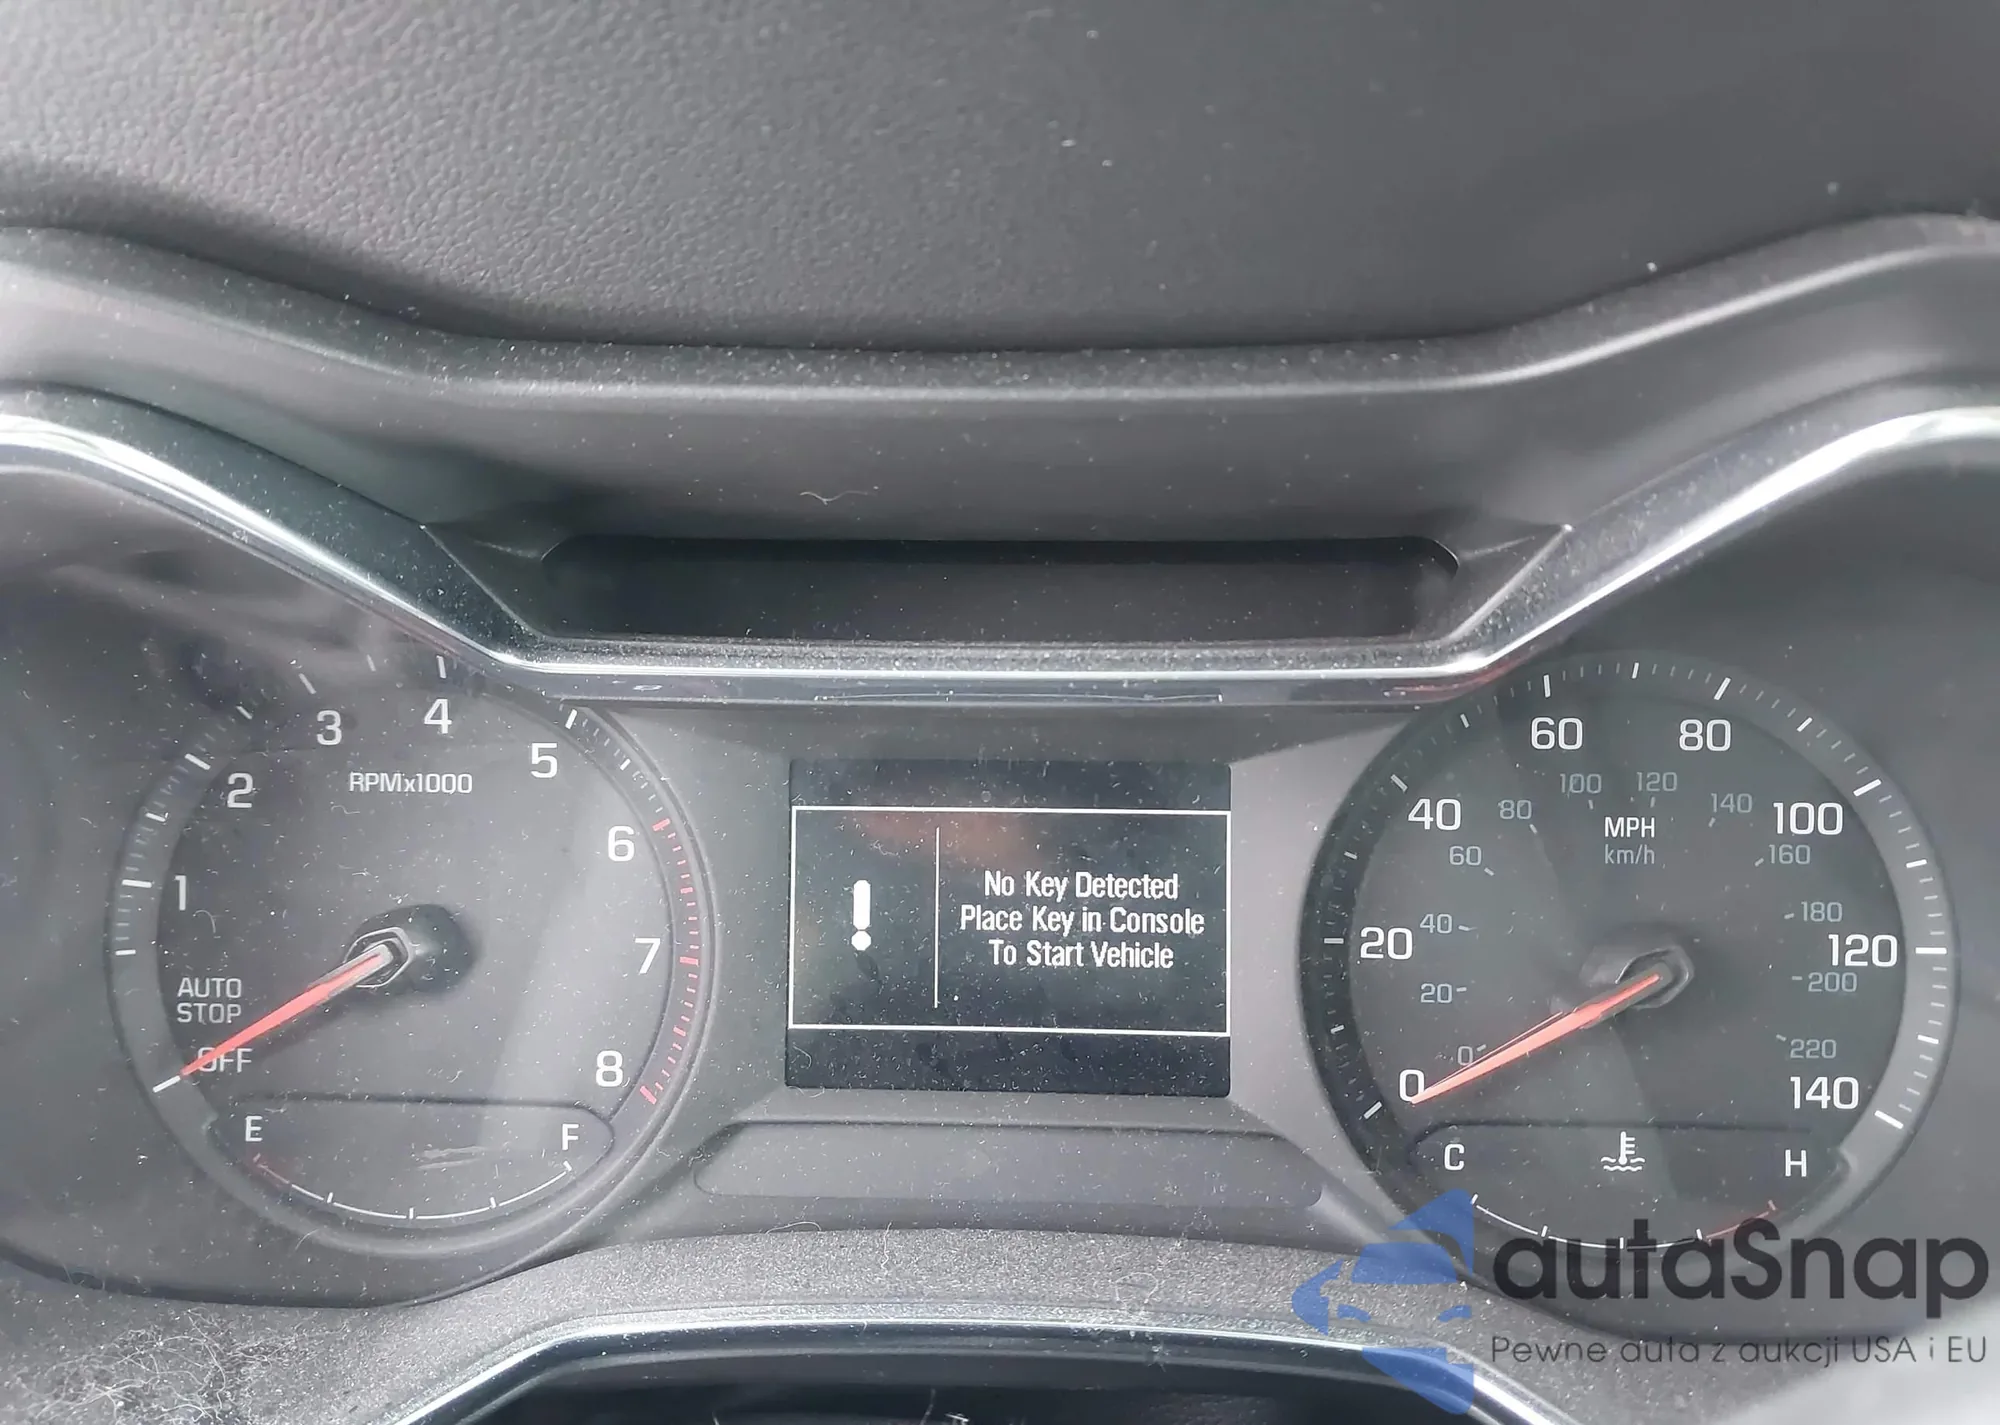 1
2
3
4
5
6
7
8
RPMx1000
AUTO
STOP
OFF
E
F
No Key Detected
Place Key in Console
To Start Vehicle
0
20
40
60
80
100
120
140
0
20
40
60
80
100
120
140
160
180
200
220
MPH
km/h
C
H
autaSnap
Pewne auta z aukcji USA i EU